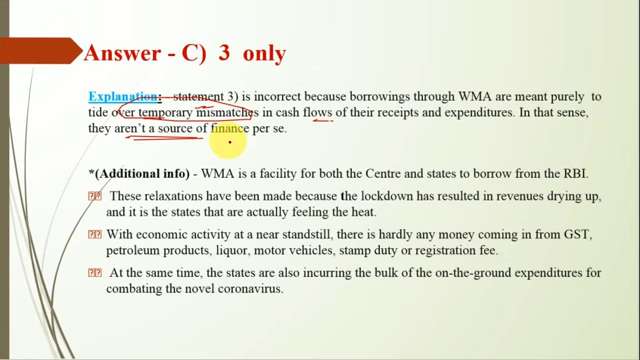 Answer - C) 3 only
Explanation: - statement 3) is incorrect because borrowings through WMA are meant purely to
tide over temporary mismatches in cash flows of their receipts and expenditures. In that sense,
they aren't a source of finance per se.
*(Additional info) - WMA is a facility for both the Centre and states to borrow from the RBI.
These relaxations have been made because the lockdown has resulted in revenues drying up,
and it is the states that are actually feeling the heat.
With economic activity at a near standstill, there is hardly any money coming in from GST,
petroleum products, liquor, motor vehicles, stamp duty or registration fee.
At the same time, the states are also incurring the bulk of the on-the-ground expenditures for
combating the novel coronavirus.